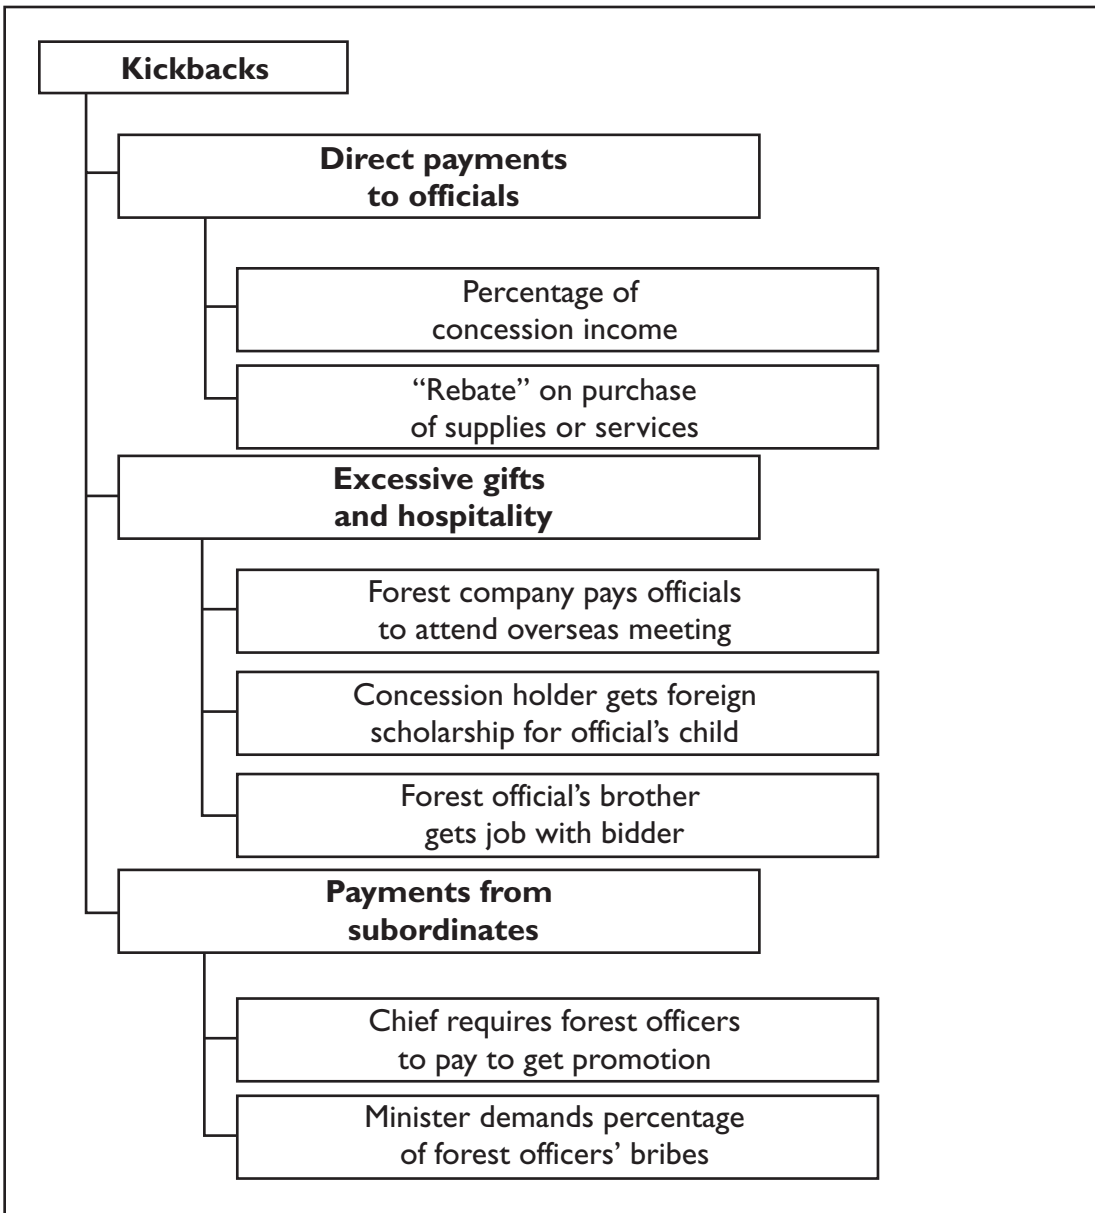 Kickbacks
Direct payments
to officials
Percentage of
concession income
“Rebate” on purchase
of supplies or services
Excessive gifts
and hospitality
Forest company pays officials
to attend overseas meeting
Concession holder gets foreign
scholarship for official’s child
Forest official’s brother
gets job with bidder
Payments from
subordinates
Chief requires forest officers
to pay to get promotion
Minister demands percentage
of forest officers’ bribes